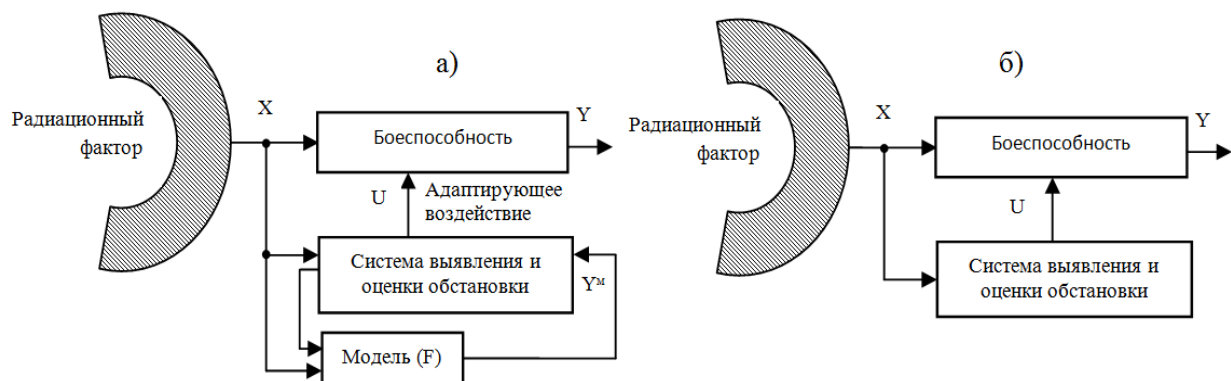 а)
Радиационный
фактор
X
Боеспособность
Y
U
Адаптирующее
воздействие
Система выявления и
оценки обстановки
Yᴹ
Модель (F)
б)
Радиационный
фактор
X
Боеспособность
Y
U
Система выявления и
оценки обстановки